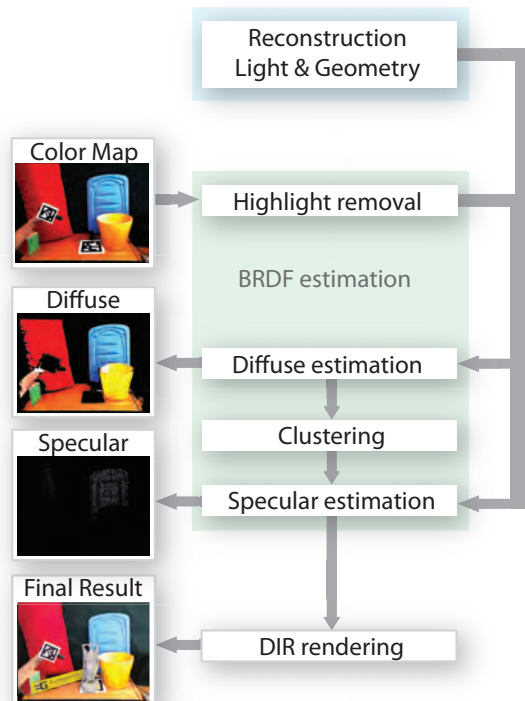 Reconstruction
Light & Geometry
Color Map
Highlight removal
BRDF estimation
Diffuse
Diffuse estimation
Clustering
Specular
Specular estimation
Final Result
DIR rendering